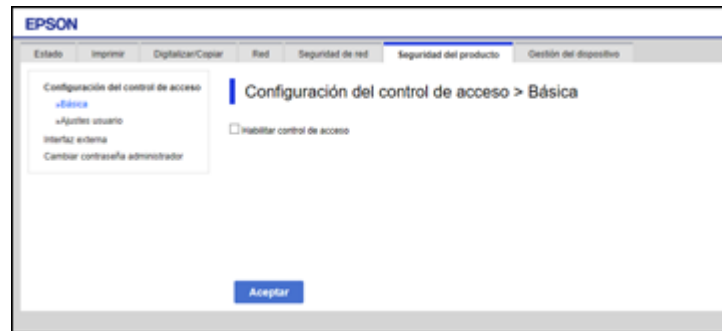 EPSON
Estado Imprimir Digitalizar/Copiar Red Seguridad de red Seguridad del producto Gestión del dispositivo
Configuración del control de acceso
»Básica
»Ajustes usuario
Interfaz externa
Cambiar contraseña administrador
Configuración del control de acceso > Básica
Habilitar control de acceso
Aceptar